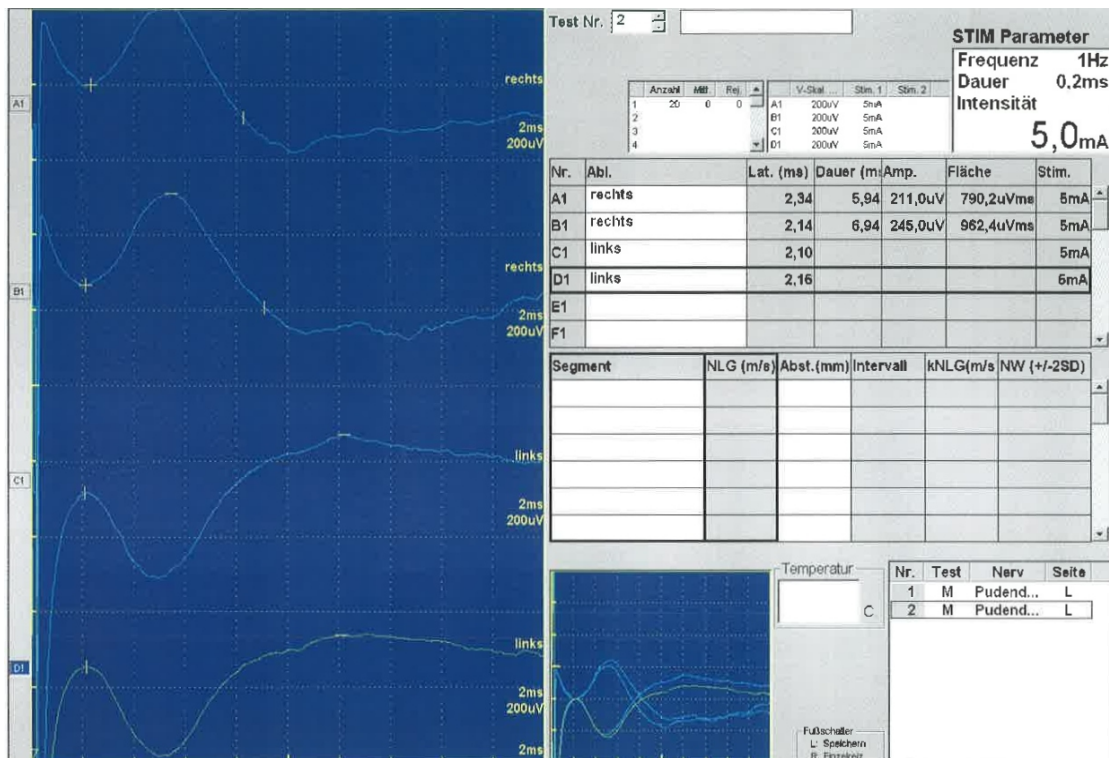 Test Nr. 2
STIM Parameter
Frequenz 1Hz
Dauer 0,2ms
Intensität
5,0mA
Anzahl Mitt. Rej.
1 20 0 0
2
3
4
V-Skal... Stim. 1 Stim. 2
A1 200uV 5mA
B1 200uV 5mA
C1 200uV 5mA
D1 200uV 5mA
A1
rechts
2ms
200uV
B1
rechts
2ms
200uV
C1
links
2ms
200uV
D1
links
2ms
200uV
2ms
Nr. Abl. Lat. (ms) Dauer (m Amp. Fläche Stim.
A1 rechts 2,34 5,94 211,0uV 790,2uVms 5mA
B1 rechts 2,14 6,94 245,0uV 962,4uVms 5mA
C1 links 2,10 5mA
D1 links 2,16 5mA
E1
F1
Segment NLG (m/s) Abst.(mm) Intervall kNLG(m/s NW (+/-2SD)
Temperatur
C
Nr. Test Nerv Seite
1 M Pudend... L
2 M Pudend... L
Fußschalter
L: Speichern
R: Einzelreiz